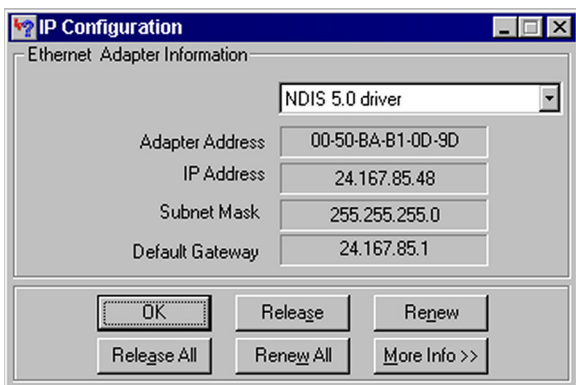 IP Configuration
Ethernet Adapter Information
NDIS 5.0 driver
Adapter Address 00-50-BA-B1-0D-9D
IP Address 24.167.85.48
Subnet Mask 255.255.255.0
Default Gateway 24.167.85.1
OK Release Renew
Release All Renew All More Info >>